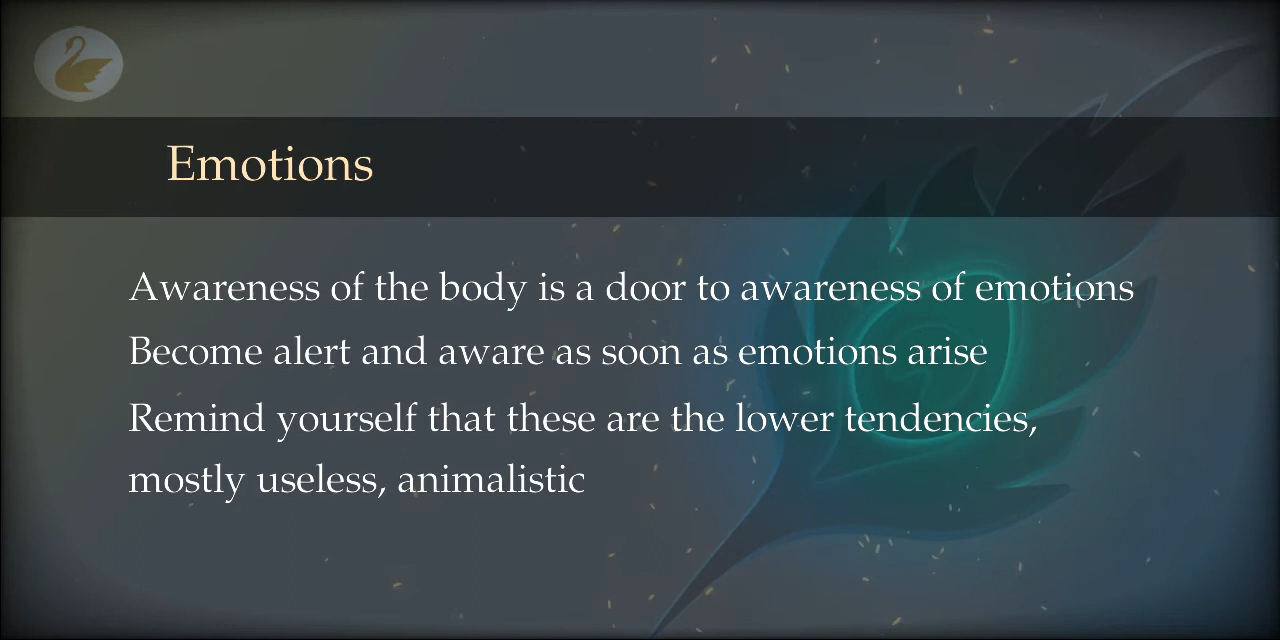 Emotions
Awareness of the body is a door to awareness of emotions
Become alert and aware as soon as emotions arise
Remind yourself that these are the lower tendencies,
mostly useless, animalistic